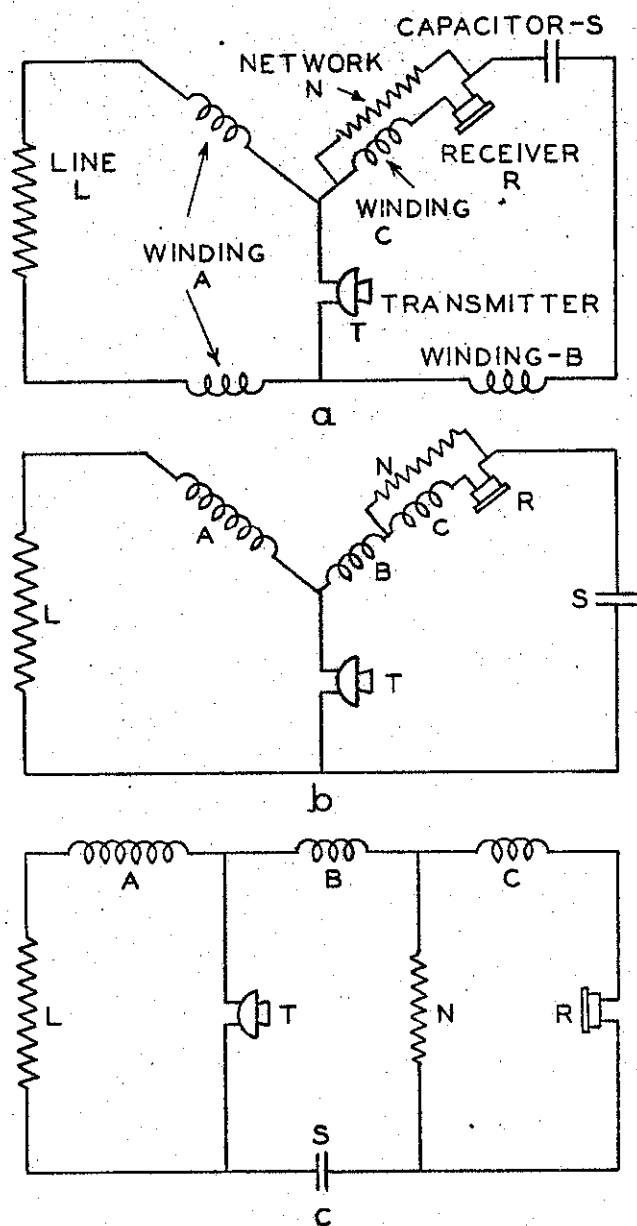 CAPACITOR-S
NETWORK
N
LINE
L
RECEIVER
R
WINDING
C
WINDING
A
TRANSMITTER
T
WINDING-B
a
N
A
C
R
B
L
S
T
b
A
B
C
L
T
N
R
S
C